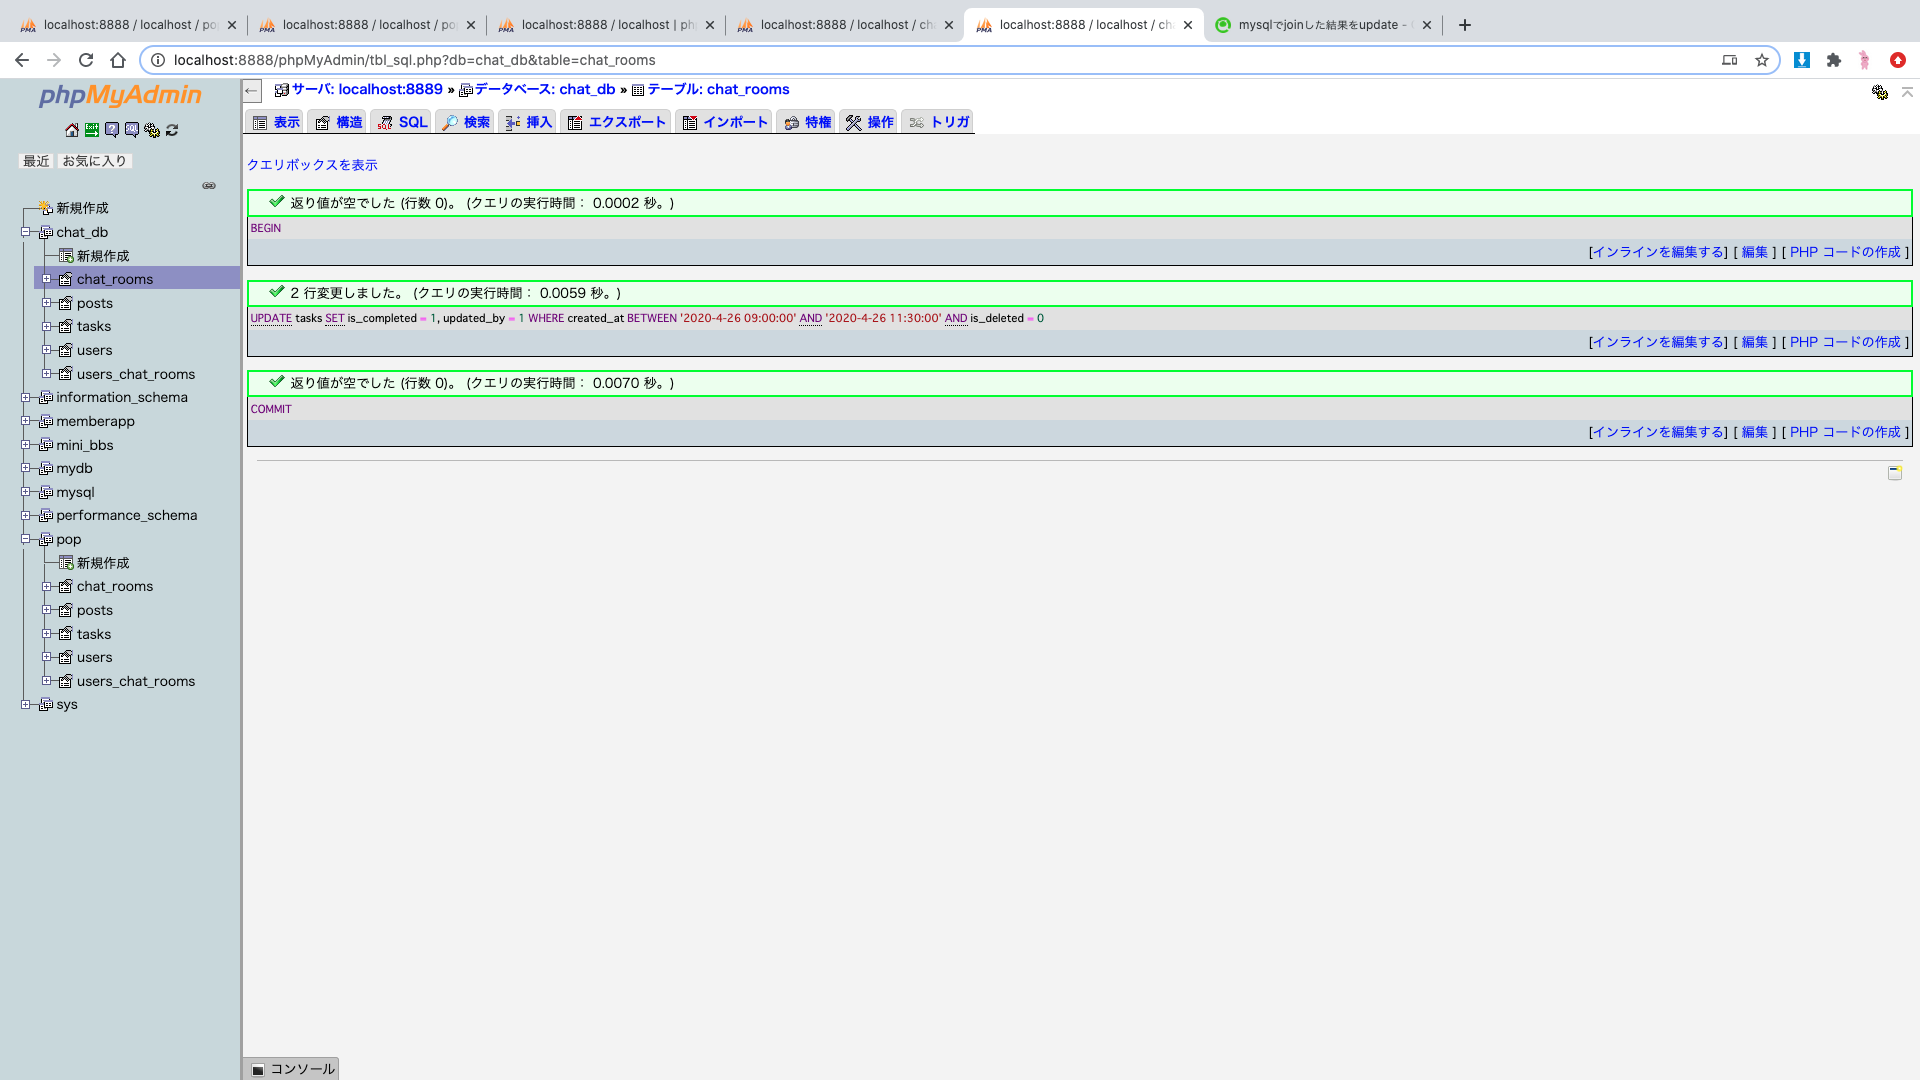 localhost:8888 / localhost / po
localhost:8888 / localhost / po
localhost:8888 / localhost | ph
localhost:8888 / localhost / cha
localhost:8888 / localhost / cha
mysqlでjoinした結果をupdate -
localhost:8888/phpMyAdmin/tbl_sql.php?db=chat_db&table=chat_rooms
phpMyAdmin
最近 お気に入り
新規作成
chat_db
新規作成
chat_rooms
posts
tasks
users
users_chat_rooms
information_schema
memberapp
mini_bbs
mydb
mysql
performance_schema
pop
新規作成
chat_rooms
posts
tasks
users
users_chat_rooms
sys
サーバ: localhost:8889 » データベース: chat_db » テーブル: chat_rooms
表示 構造 SQL 検索 挿入 エクスポート インポート 特権 操作 トリガ
クエリボックスを表示
返り値が空でした (行数 0)。 (クエリの実行時間： 0.0002 秒。)
BEGIN
[インラインを編集する] [ 編集 ] [ PHP コードの作成 ]
2 行変更しました。 (クエリの実行時間： 0.0059 秒。)
UPDATE tasks SET is_completed = 1, updated_by = 1 WHERE created_at BETWEEN '2020-4-26 09:00:00' AND '2020-4-26 11:30:00' AND is_deleted = 0
[インラインを編集する] [ 編集 ] [ PHP コードの作成 ]
返り値が空でした (行数 0)。 (クエリの実行時間： 0.0070 秒。)
COMMIT
[インラインを編集する] [ 編集 ] [ PHP コードの作成 ]
コンソール